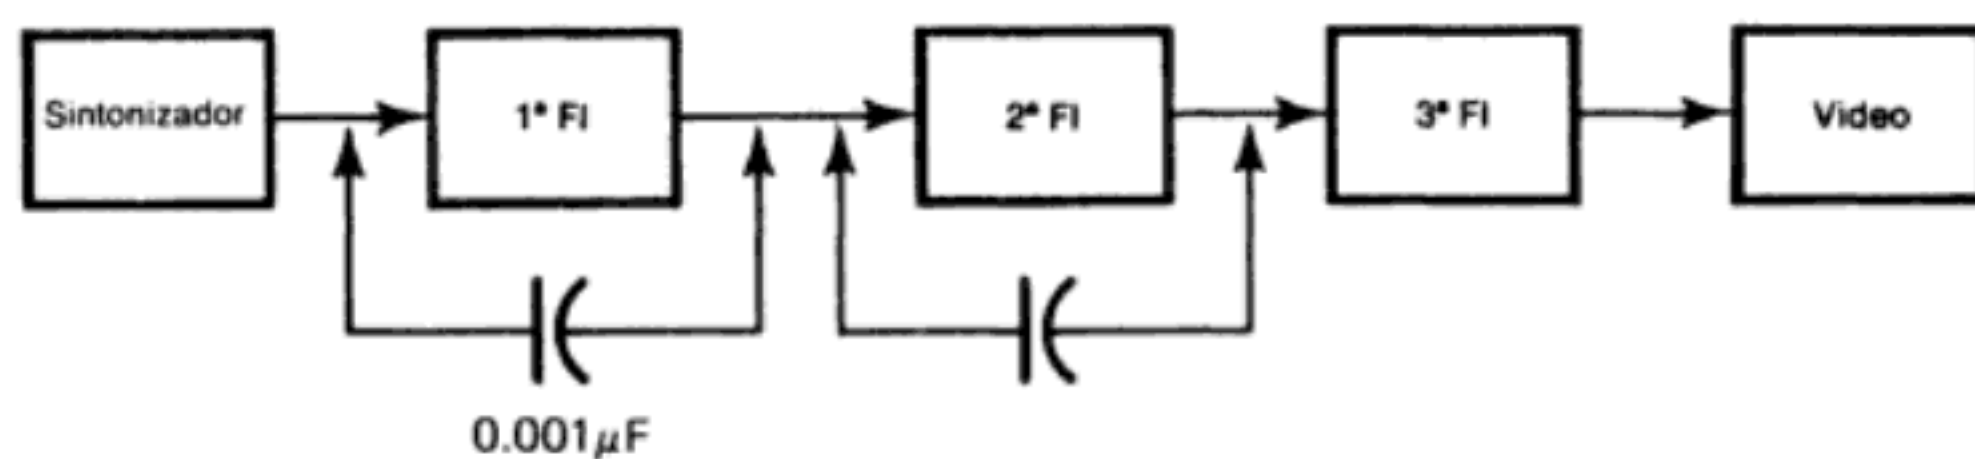 Sintonizador
1ª FI
2ª FI
3ª FI
Video
0.001μF